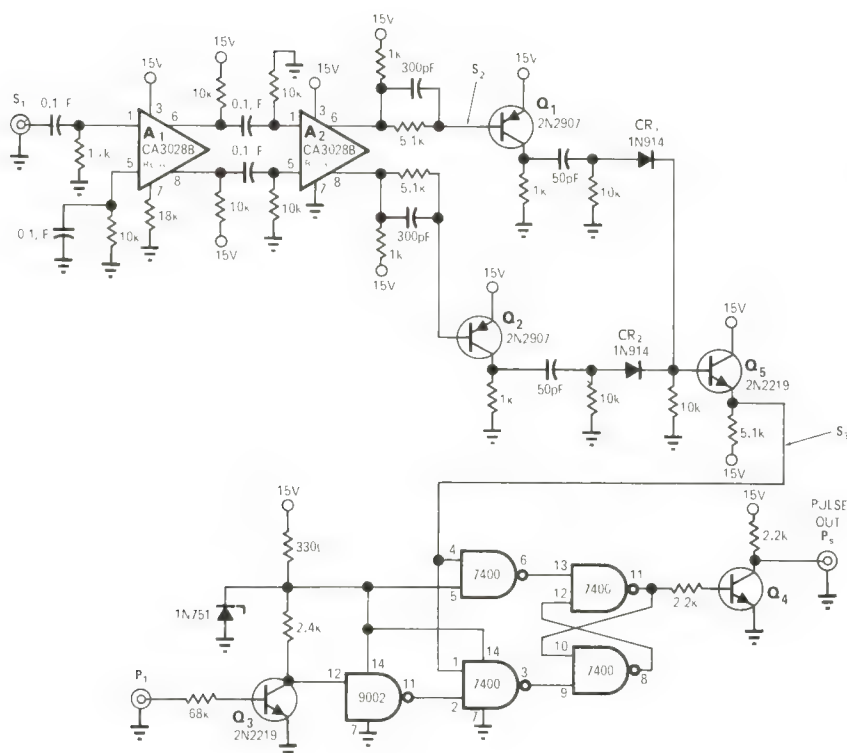 15V
15V
15V
15V
1k
300pF
S₂
15V
S₁
0.1 F
1
3
6
10k
0.1, F
10k
1
3
6
5.1k
Q₁
2N2907
A₁
CA3028B
A₂
CA3028B
CR₁
1N914
5
7
8
0.1 F
5
7
8
5.1k
1k
50pF
10k
0.1, F
10k
18k
10k
15V
10k
300pF
1k
15V
15V
Q₂
2N2907
CR₂
1N914
15V
Q₅
2N2219
50pF
1k
10k
10k
5.1k
15V
15V
15V
PULSE
OUT
Pₛ
330
4
5
7400
6
13
12
7400
11
2.2k
2.2k
Q₄
1N751
2.4k
14
14
10
9
7400
8
P₁
68k
Q₃
2N2219
12
9002
11
7
1
2
7400
3
7